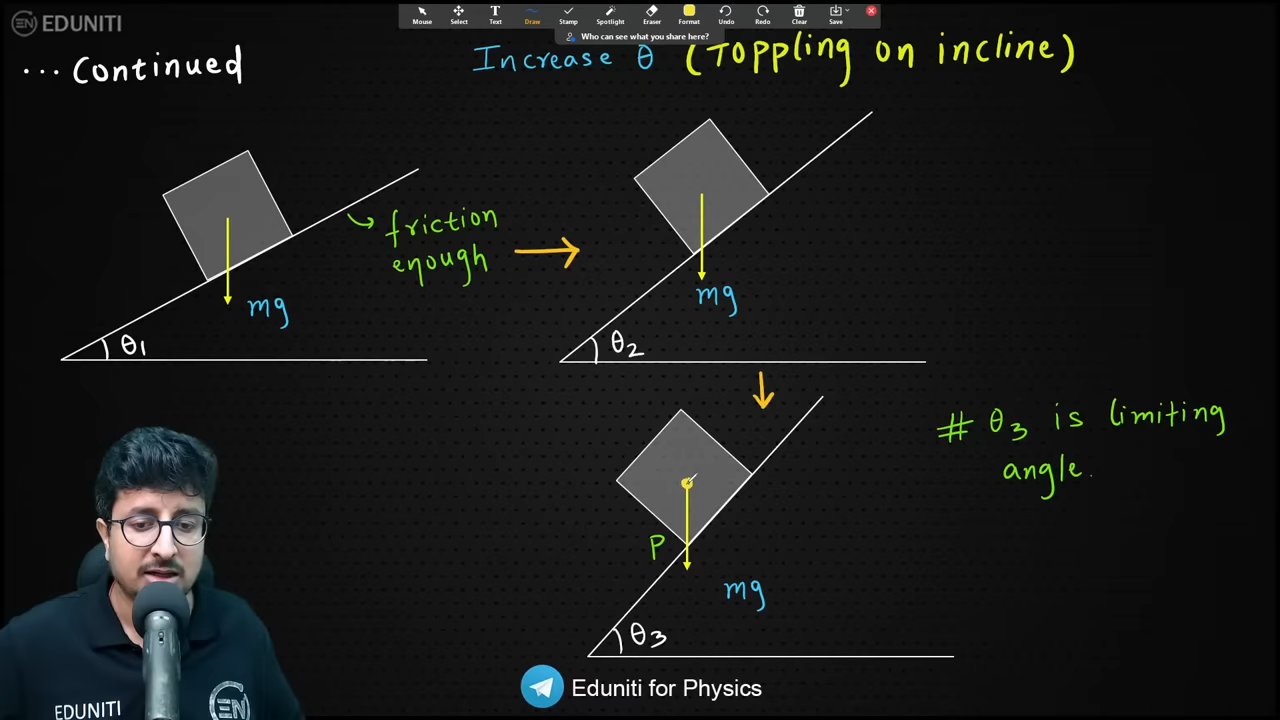 EN EDUNITI
Mouse Select Text Draw Stamp Spotlight Eraser Format Undo Redo Clear Save
Who can see what you share here?
... Continued
Increase θ (Toppling on incline)
friction
enough
mg
θ1
mg
θ2
# θ3 is limiting
angle.
P
mg
θ3
Eduniti for Physics
EDUNITI
EN